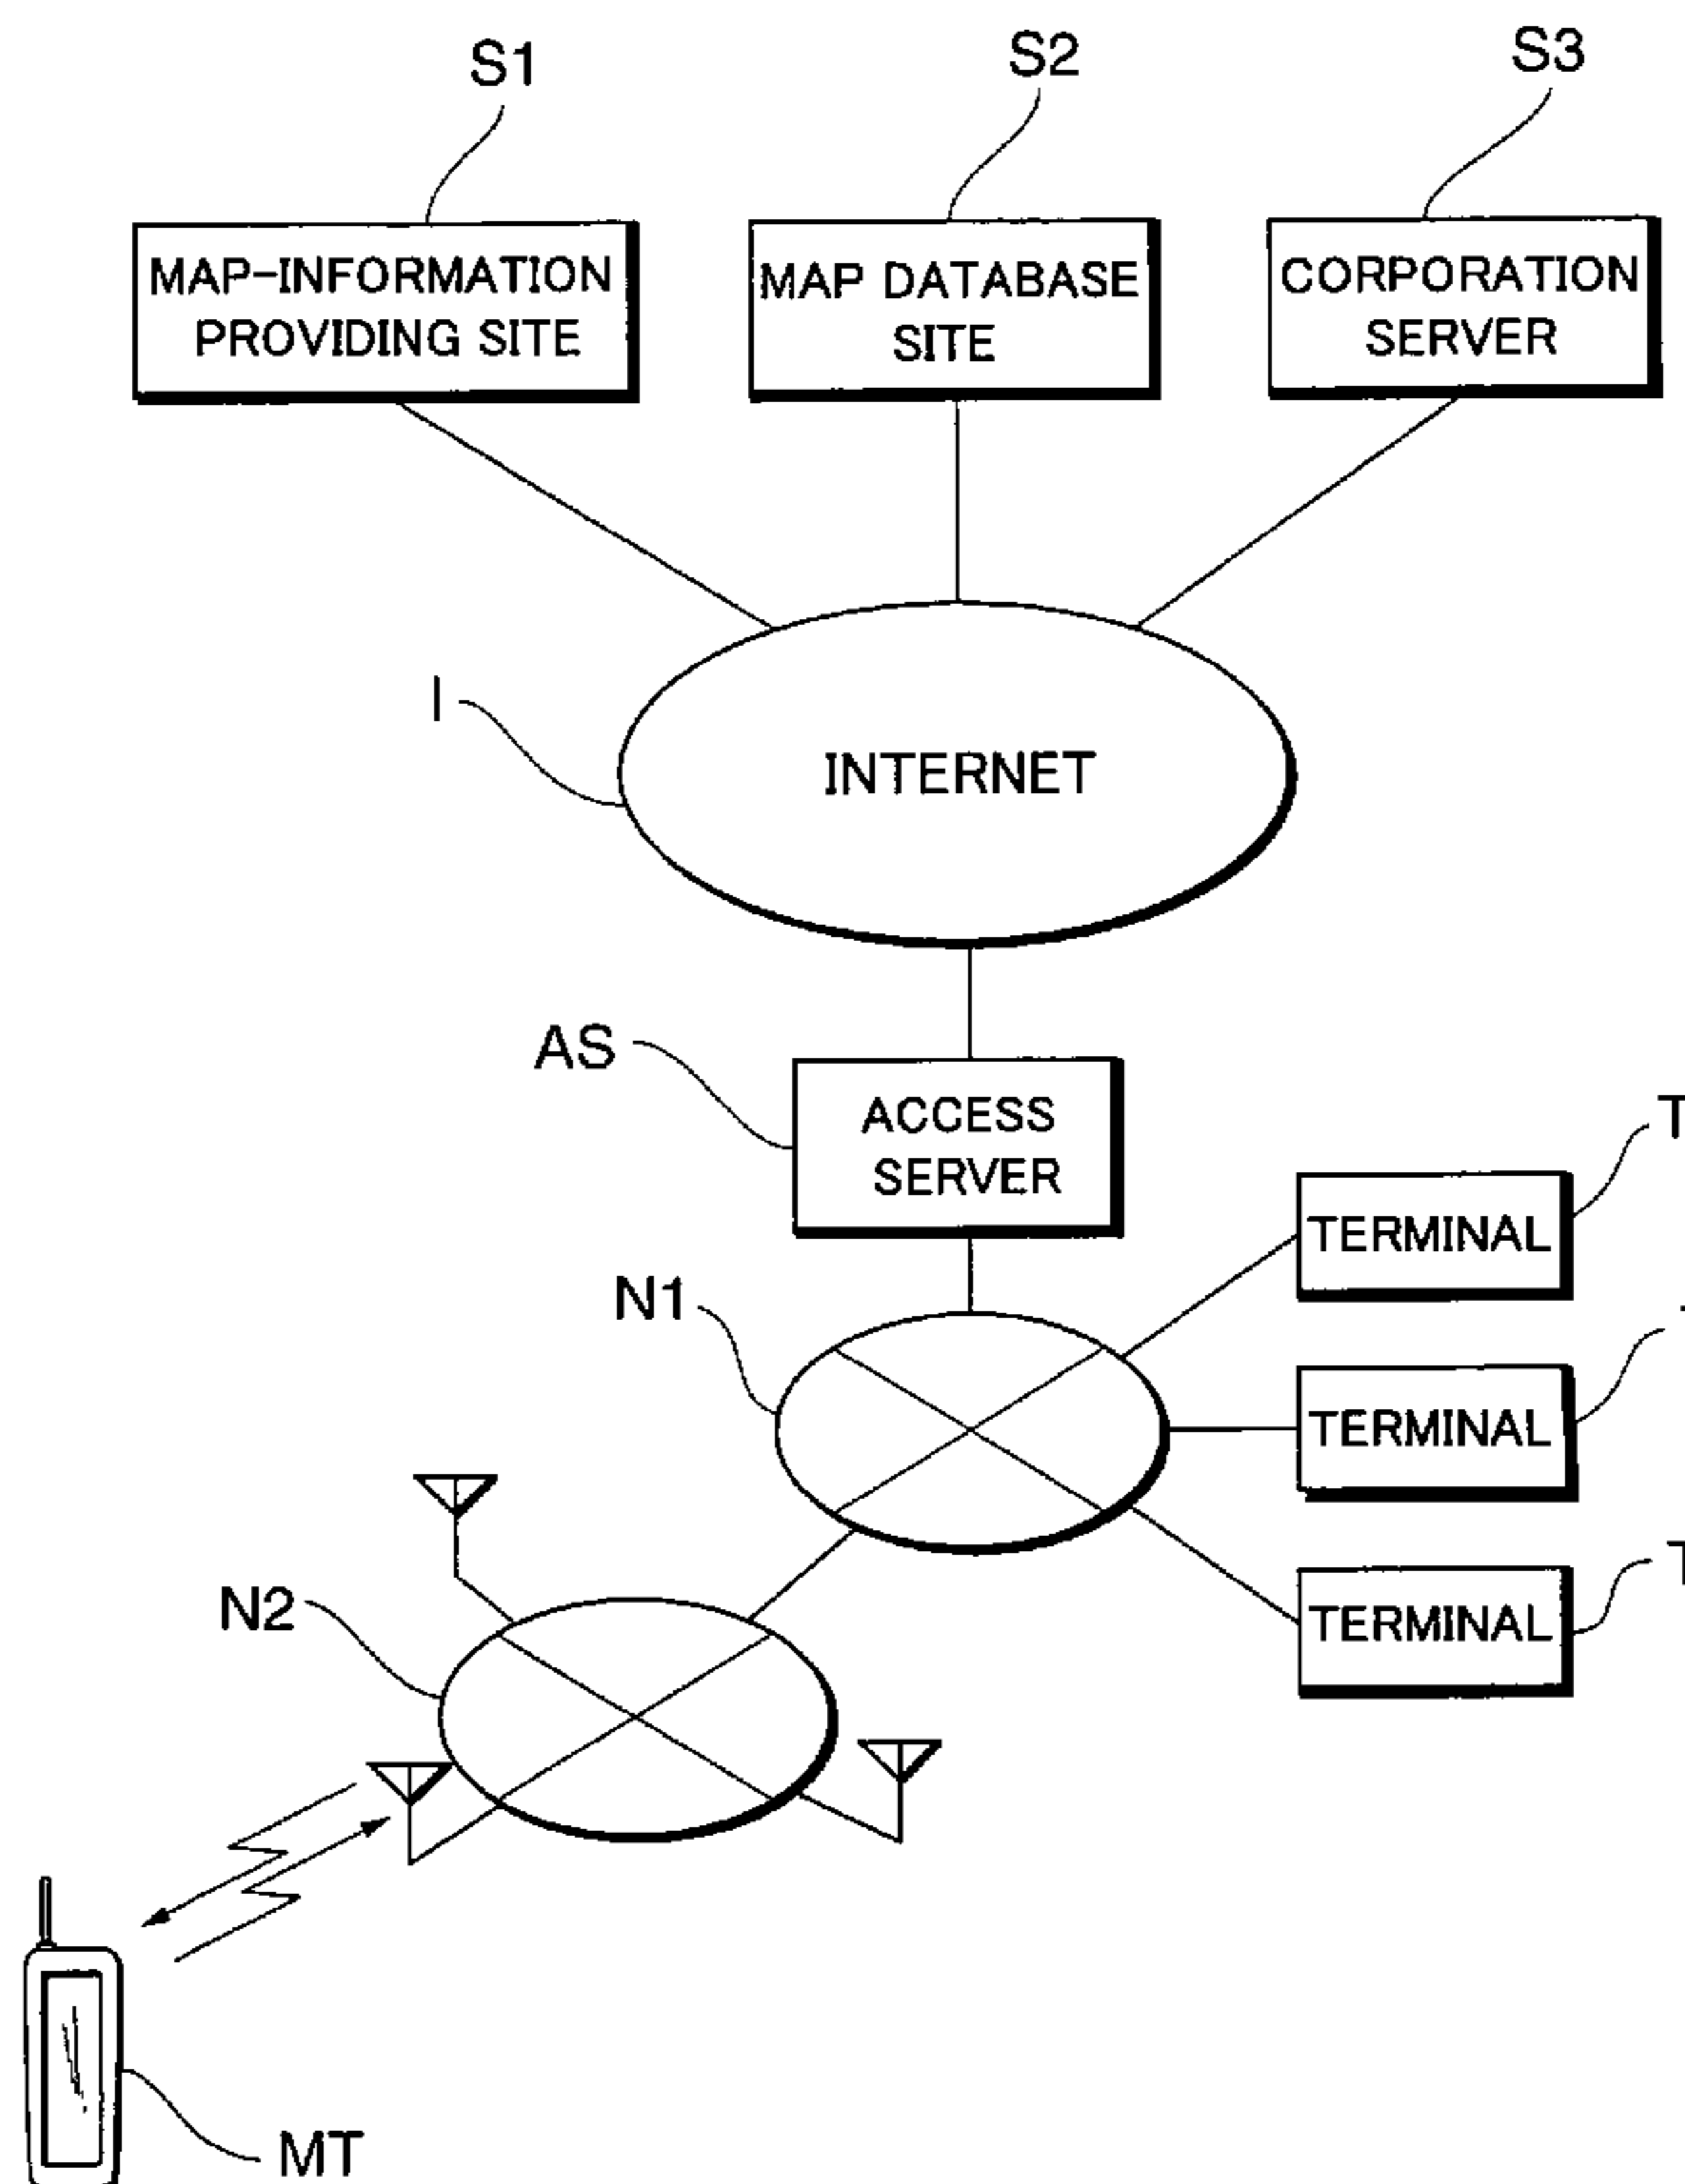 S1
S2
S3
MAP-INFORMATION
PROVIDING SITE
MAP DATABASE
SITE
CORPORATION
SERVER
I
INTERNET
AS
ACCESS
SERVER
T
TERMINAL
N1
TERMINAL
T
TERMINAL
N2
MT